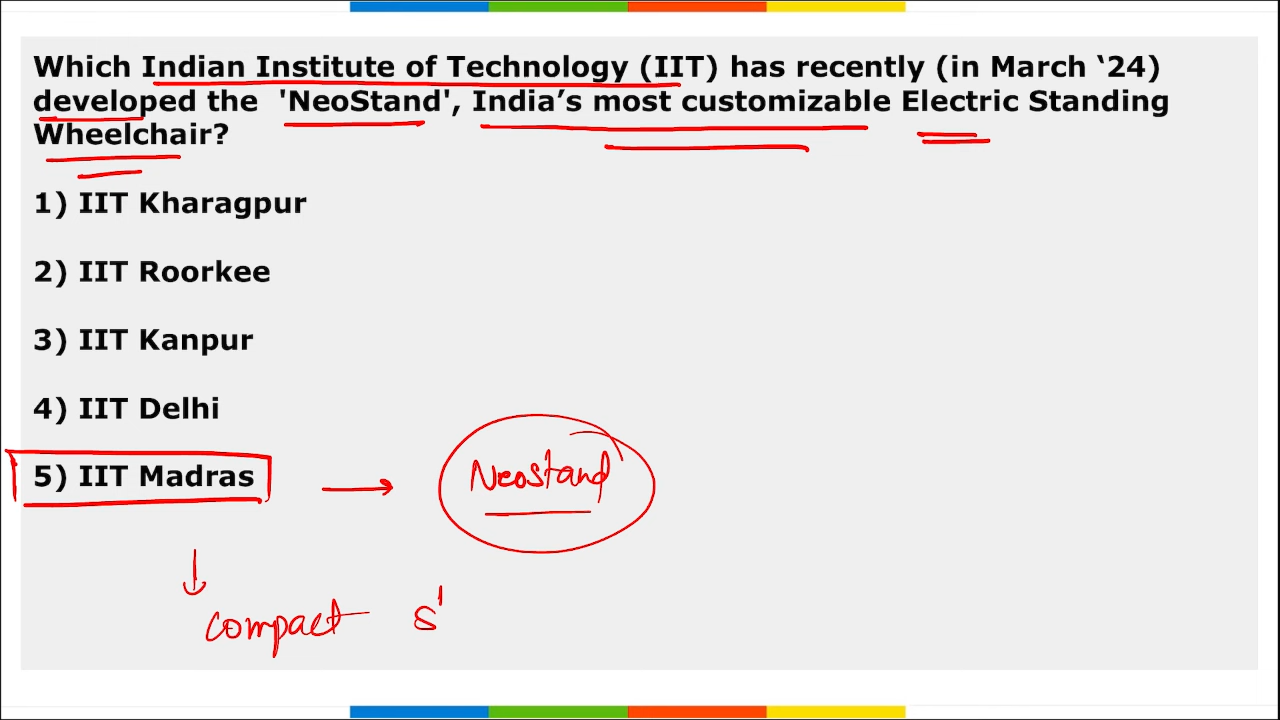 Which Indian Institute of Technology (IIT) has recently (in March ‘24)
developed the 'NeoStand', India’s most customizable Electric Standing
Wheelchair?
1) IIT Kharagpur
2) IIT Roorkee
3) IIT Kanpur
4) IIT Delhi
5) IIT Madras
Neostand
compact